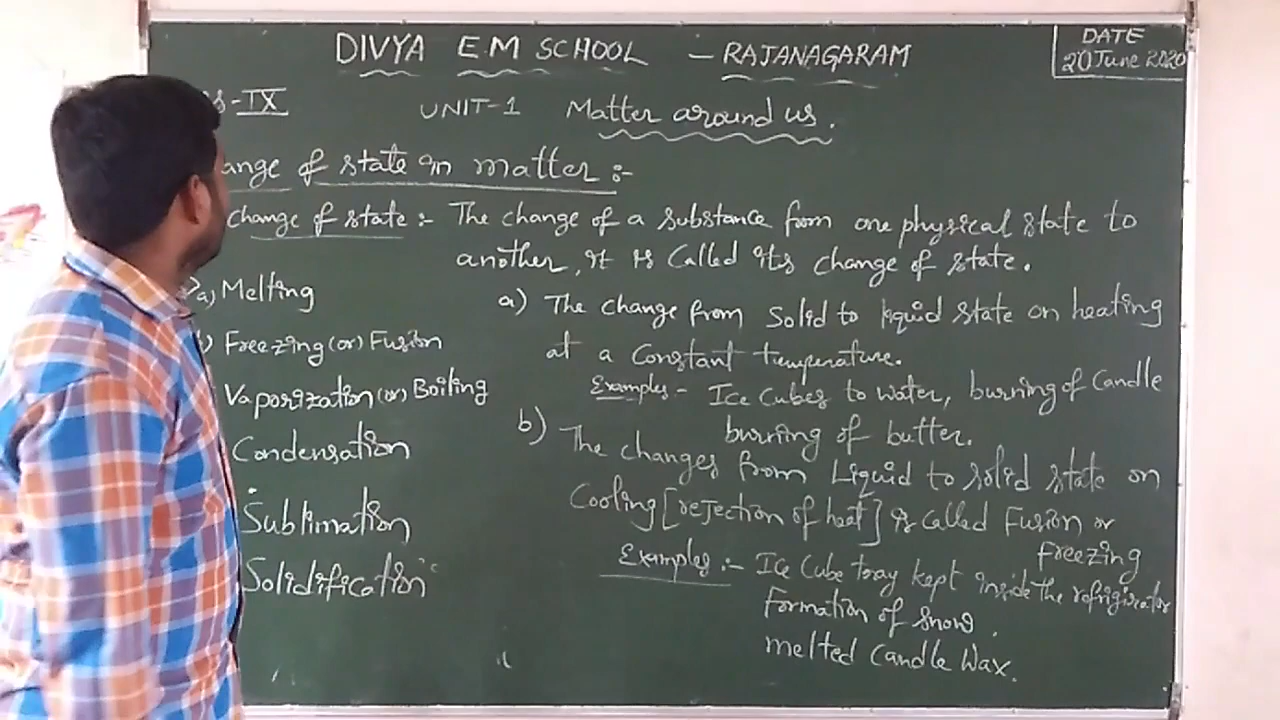 DIVYA EM SCHOOL - RAJANAGARAM
DATE
20 June 2020
S-IX
UNIT-1 Matter around us.
ange of state in matter :-
change of state :- The change of a substance from one physical state to
another, it is called its change of state.
a) Melting
) Freezing (or) Fusion
Vaporization (or) Boiling
Condensation
Sublimation
Solidification
a) The change from Solid to liquid state on heating
at a constant temperature.
Examples - Ice cubes to water, burning of candle
burning of butter.
b) The changes from Liquid to solid state on
cooling [rejection of heat] is called Fusion or
freezing
Examples :- Ice cube tray kept inside the refrigirator
formation of snow.
melted candle wax.